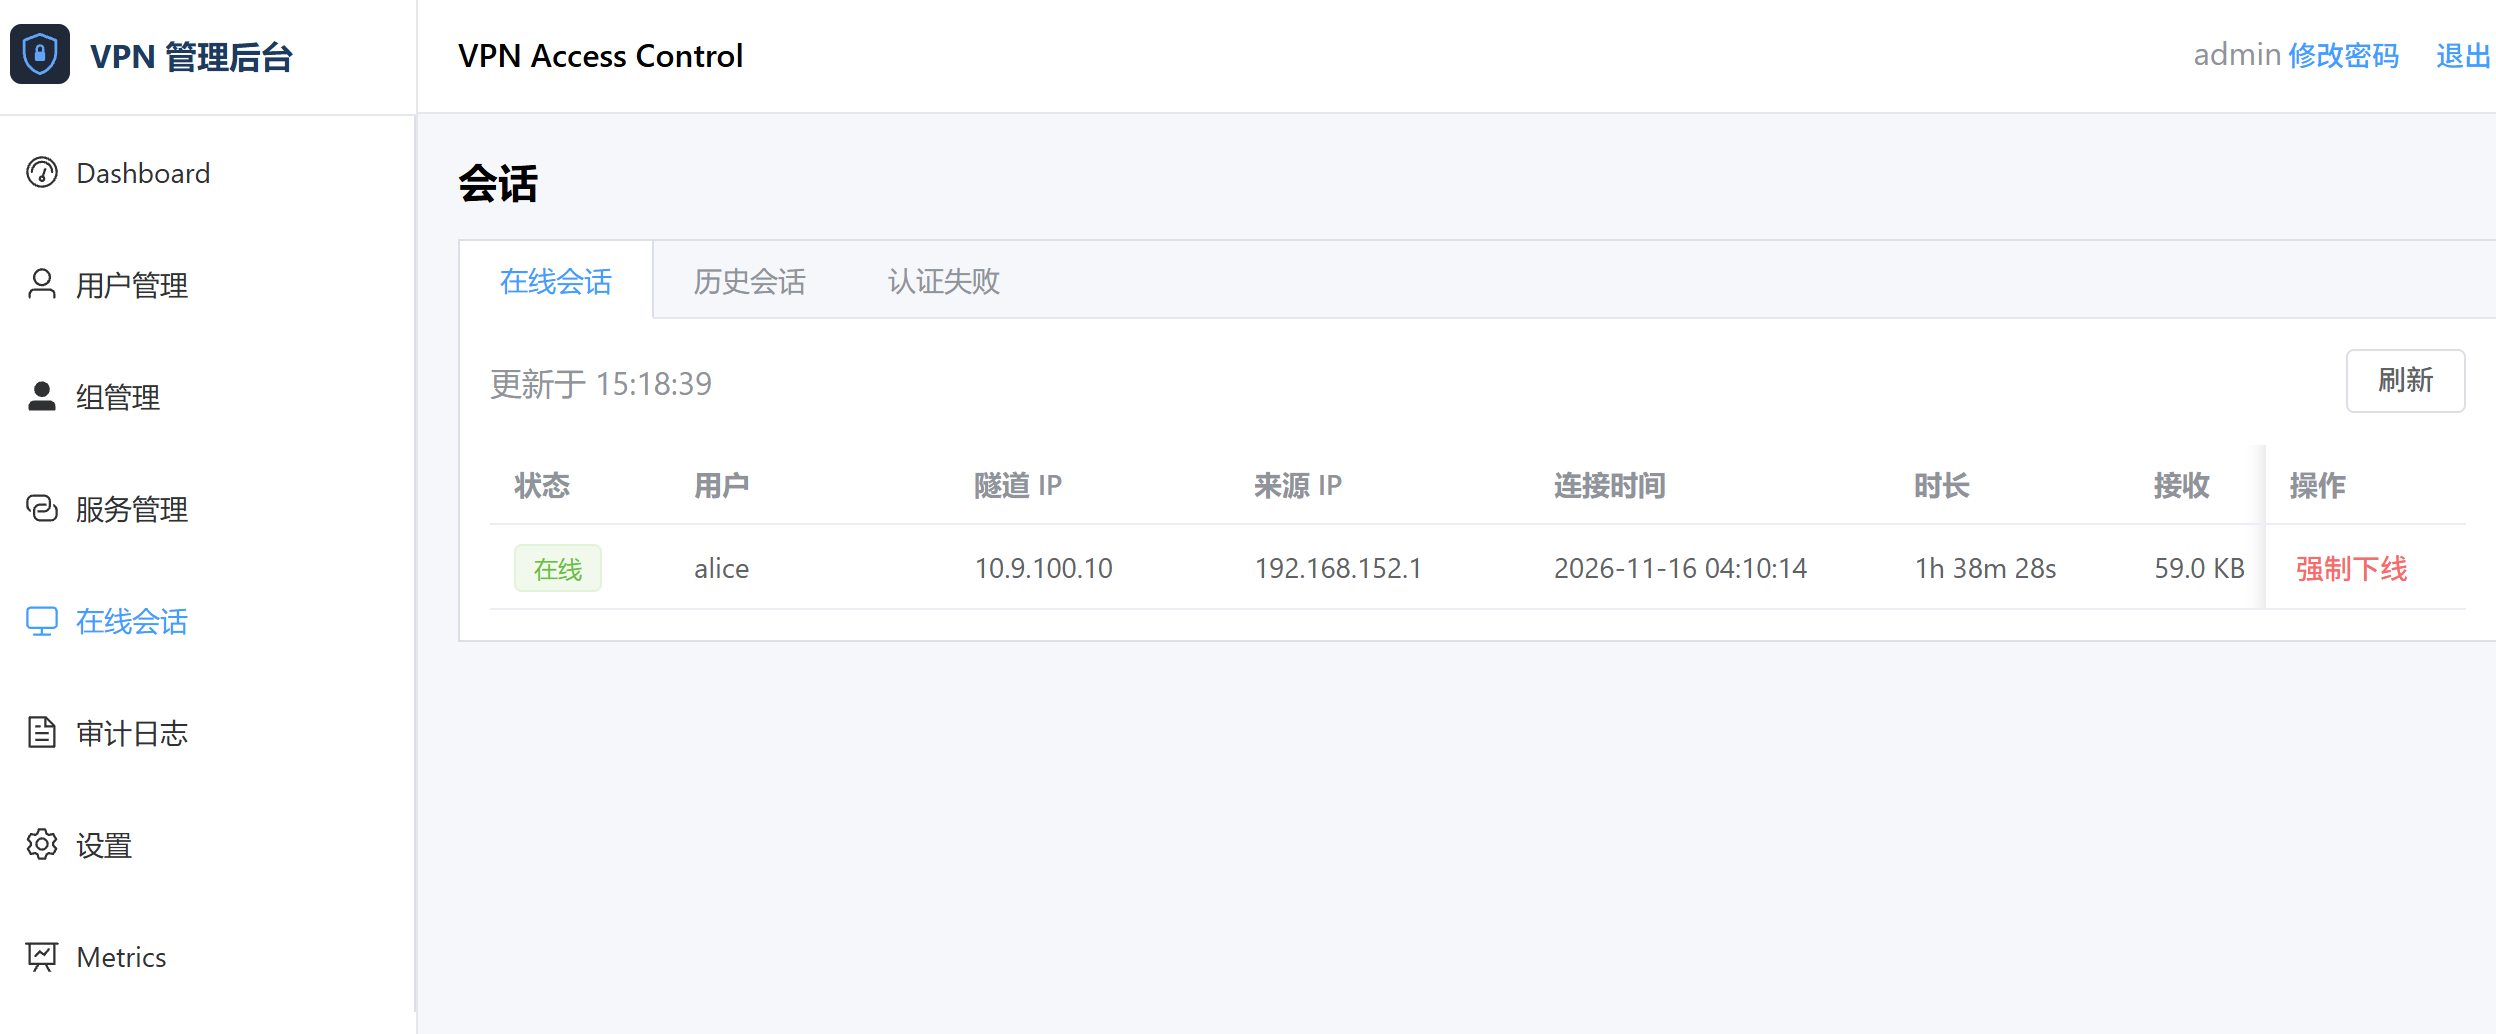 VPN 管理后台
VPN Access Control
admin 修改密码 退出
Dashboard
用户管理
组管理
服务管理
在线会话
审计日志
设置
Metrics
会话
在线会话 历史会话 认证失败
更新于 15:18:39
刷新
状态 用户 隧道 IP 来源 IP 连接时间 时长 接收 操作
在线 alice 10.9.100.10 192.168.152.1 2026-11-16 04:10:14 1h 38m 28s 59.0 KB 强制下线